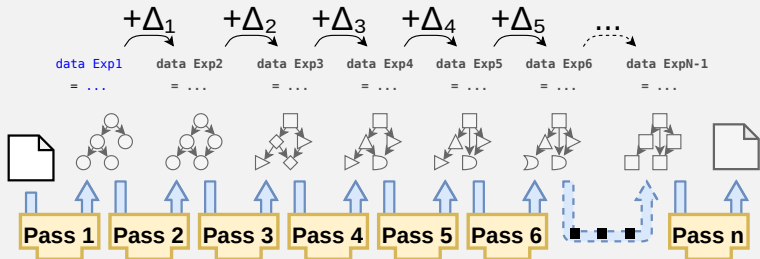 +Δ1 +Δ2 +Δ3 +Δ4 +Δ5 ...
data Exp1 data Exp2 data Exp3 data Exp4 data Exp5 data Exp6 data ExpN-1
= ... = ... = ... = ... = ... = ... = ...
Pass 1 Pass 2 Pass 3 Pass 4 Pass 5 Pass 6 Pass n